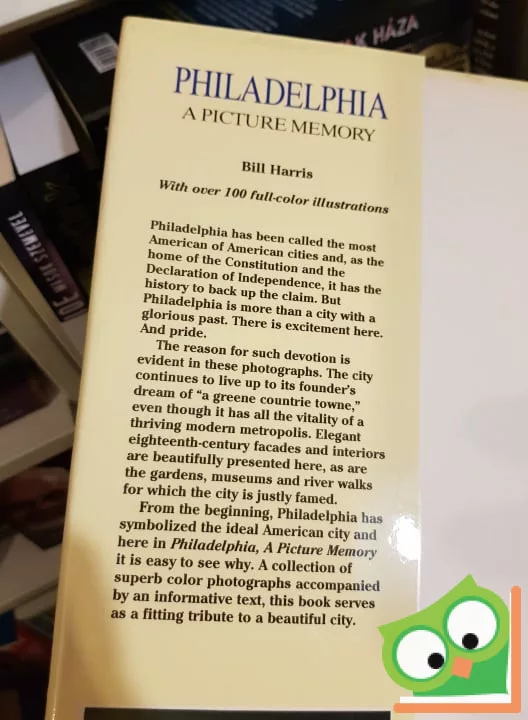 K HÁZA
PHILADELPHIA
A PICTURE MEMORY
Bill Harris
With over 100 full-color illustrations
Philadelphia has been called the most
American of American cities and, as the
home of the Constitution and the
Declaration of Independence, it has the
history to back up the claim. But
Philadelphia is more than a city with a
glorious past. There is excitement here.
And pride.
The reason for such devotion is
evident in these photographs. The city
continues to live up to its founder's
dream of “a greene countrie towne,”
even though it has all the vitality of a
thriving modern metropolis. Elegant
eighteenth-century facades and interiors
are beautifully presented here, as are
the gardens, museums and river walks
for which the city is justly famed.
From the beginning, Philadelphia has
symbolized the ideal American city and
here in Philadelphia, A Picture Memory
it is easy to see why. A collection of
superb color photographs accompanied
by an informative text, this book serves
as a fitting tribute to a beautiful city.